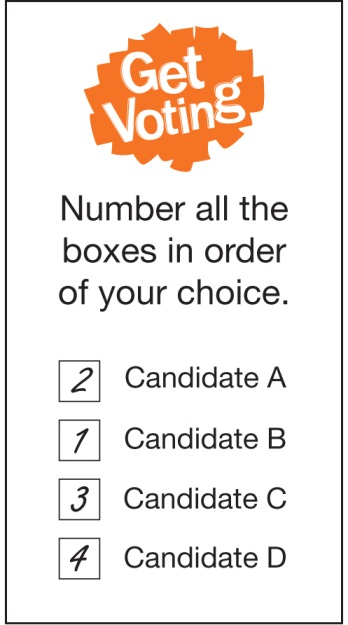 Get
Voting
Number all the
boxes in order
of your choice.
2 Candidate A
1 Candidate B
3 Candidate C
4 Candidate D